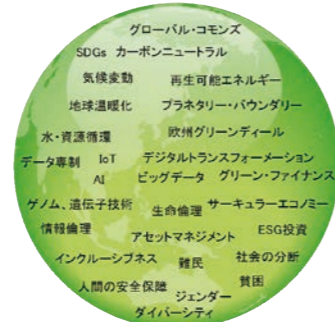 グローバル・コモンズ
SDGs カーボンニュートラル
気候変動 再生可能エネルギー
地球温暖化 プラネタリー・バウンダリー
水・資源循環 欧州グリーンディール
データ専制 IoT デジタルトランスフォーメーション
AI ビッグデータ グリーン・ファイナンス
ゲノム、遺伝子技術 生命倫理 サーキュラーエコノミー
情報倫理 アセットマネジメント ESG投資
インクルーシブネス 難民 社会の分断
人間の安全保障 ジェンダー 貧困
ダイバーシティ